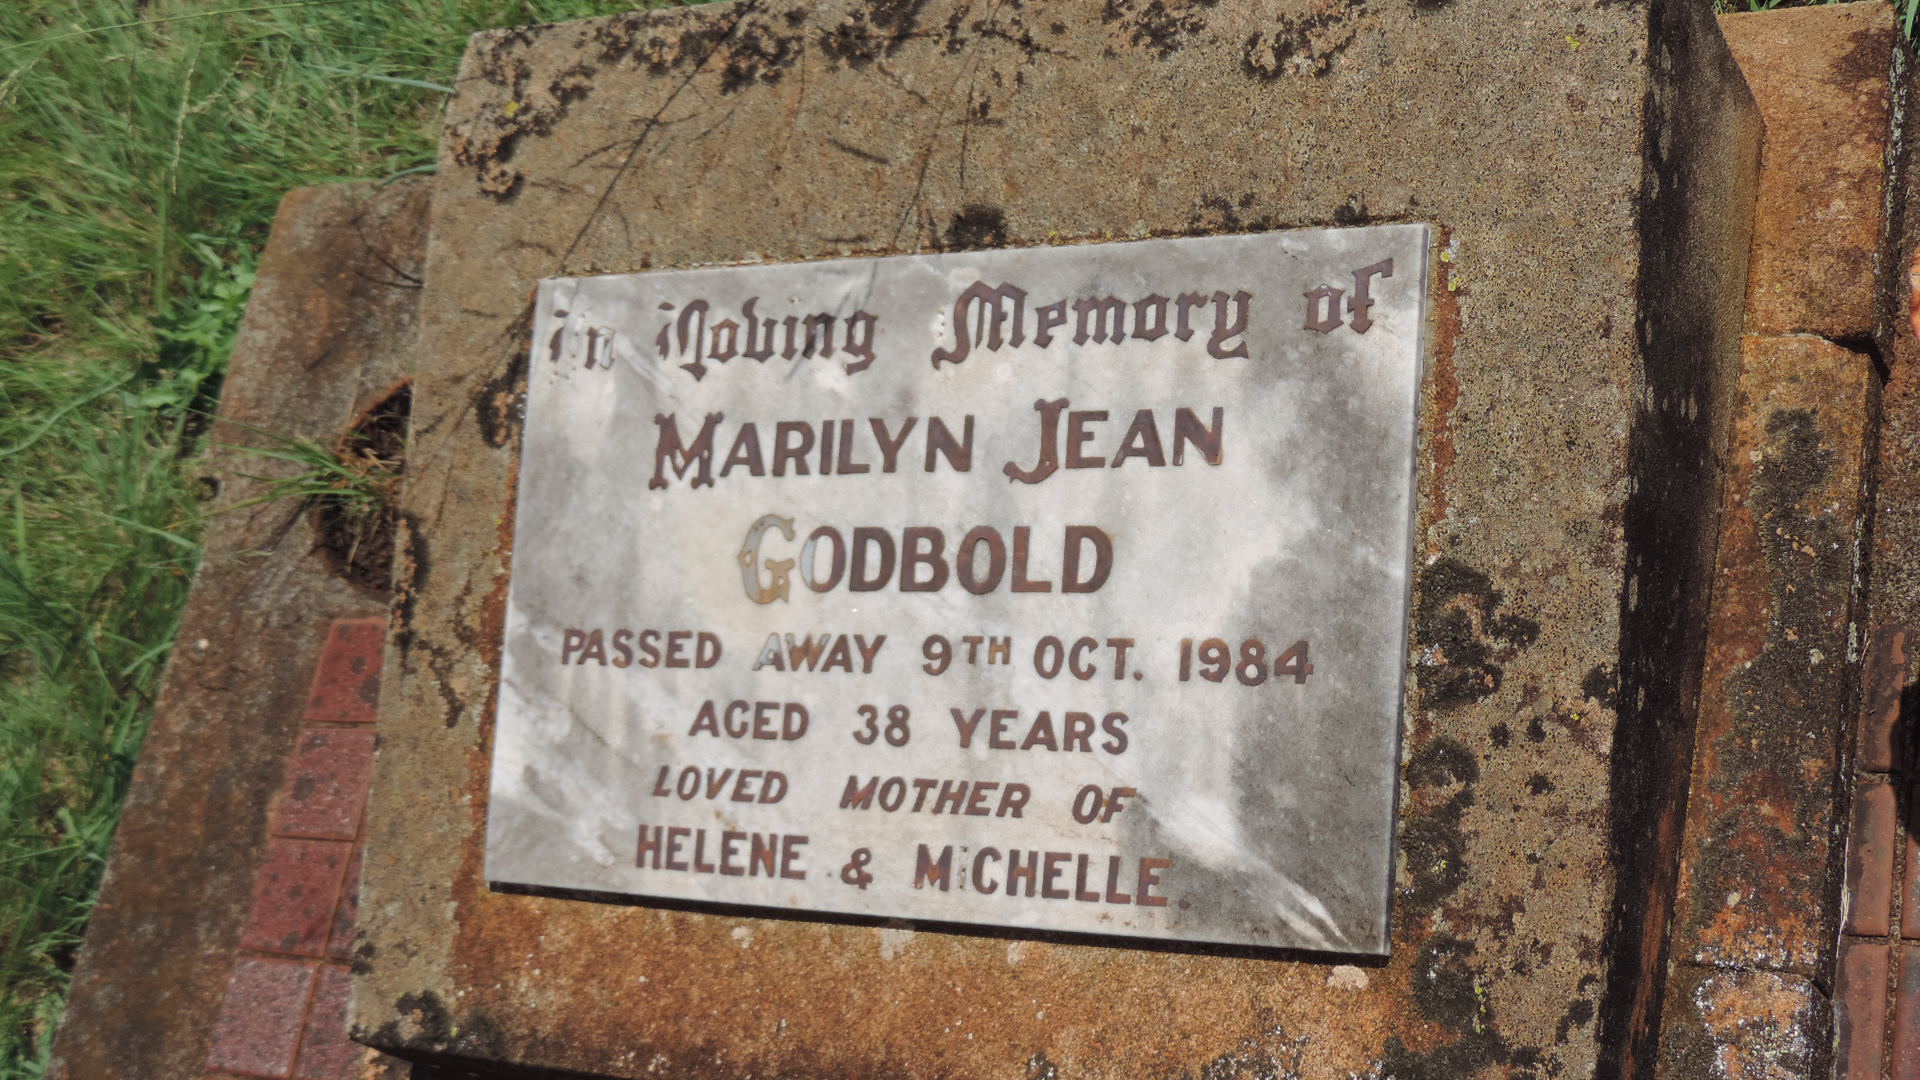 In Loving Memory of
MARILYN JEAN
GODBOLD
PASSED AWAY 9TH OCT. 1984
AGED 38 YEARS
LOVED MOTHER OF
HELENE & MICHELLE.